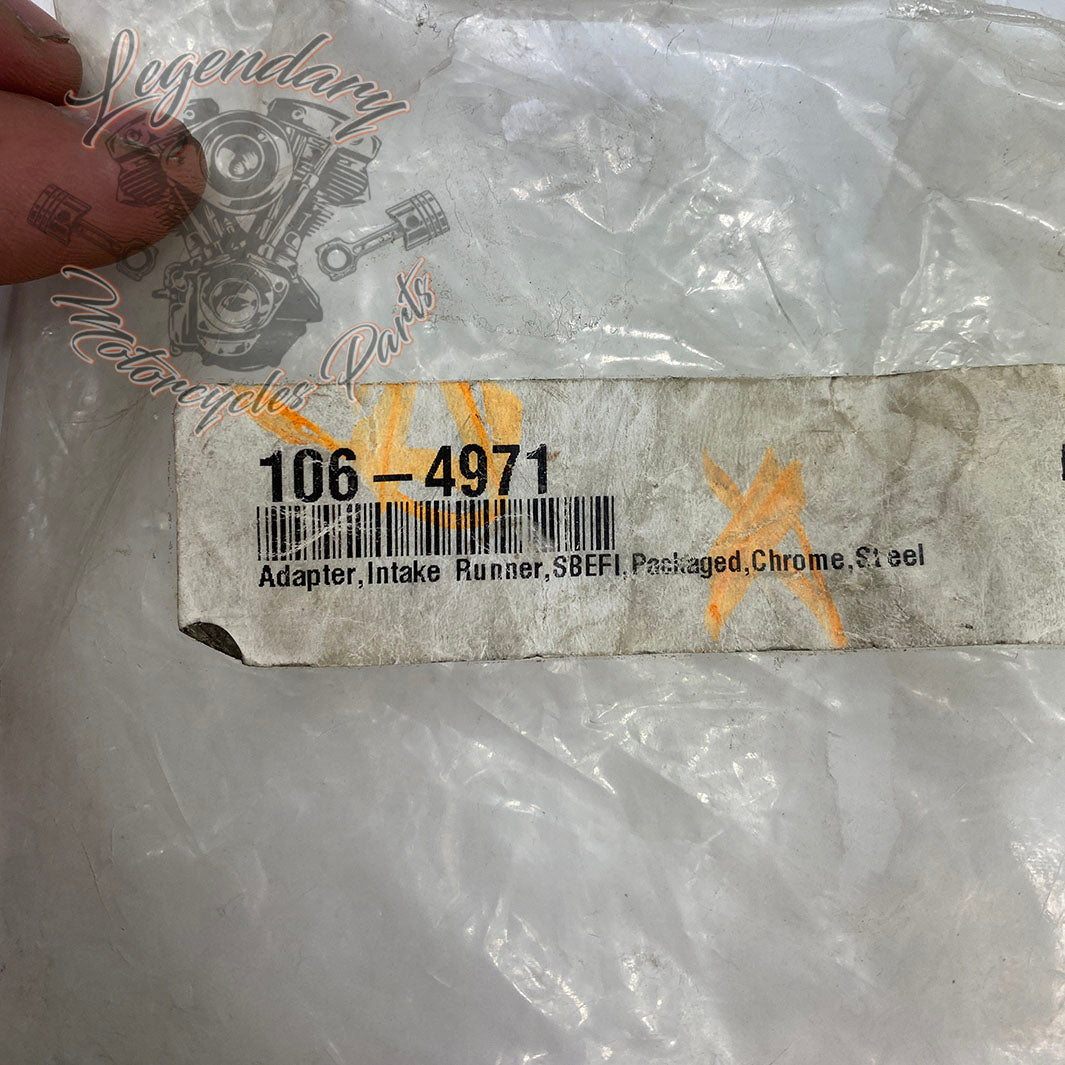 Legendary
Motorcycles Parts
106-4971
Adapter,Intake Runner,SBEFI,Packaged,Chrome,Steel